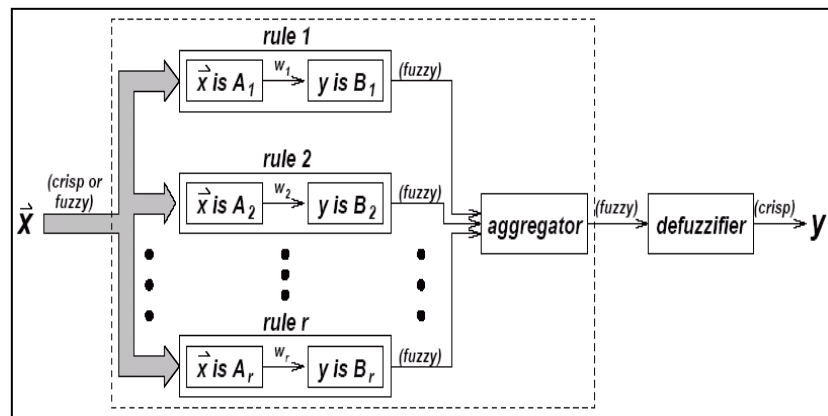 rule 1
x⃗ is A₁ w₁ y is B₁ (fuzzy)
rule 2
x⃗ (crisp or fuzzy)
x⃗ is A₂ w₂ y is B₂ (fuzzy)
aggregator (fuzzy) defuzzifier (crisp) y
rule r
x⃗ is Aᵣ wᵣ y is Bᵣ (fuzzy)